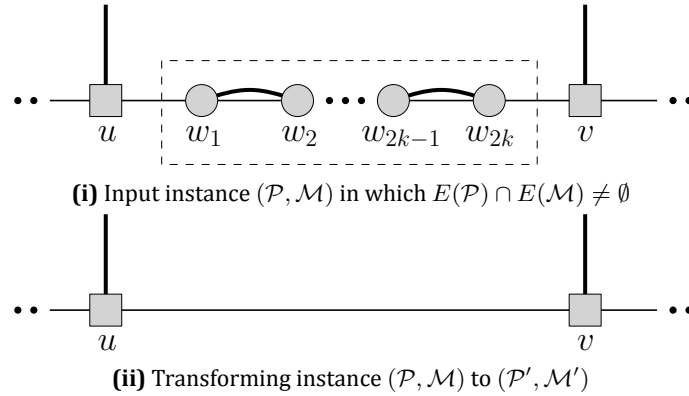 u w₁ w₂ w₂ₖ₋₁ w₂ₖ v
(i) Input instance (𝒫, ℳ) in which E(𝒫) ∩ E(ℳ) ≠ ∅
u v
(ii) Transforming instance (𝒫, ℳ) to (𝒫′, ℳ′)